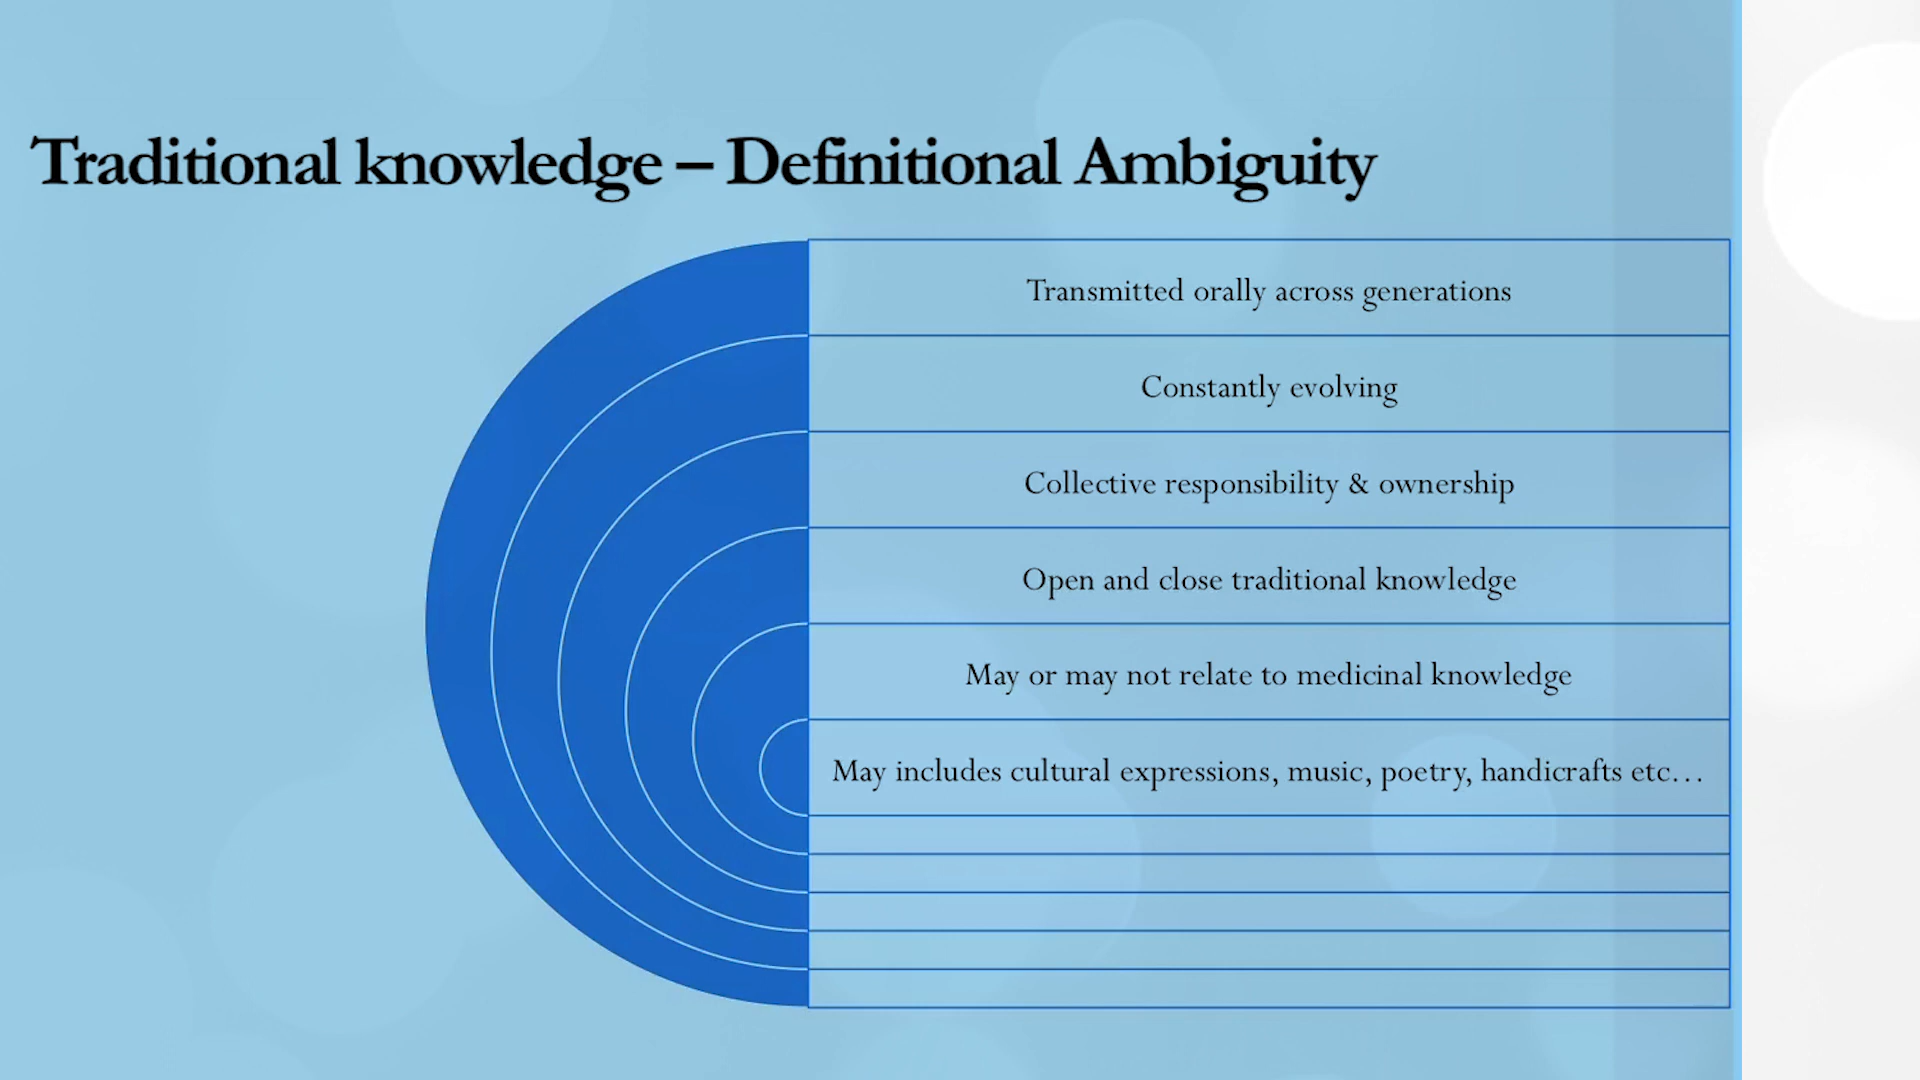 Traditional knowledge – Definitional Ambiguity
Transmitted orally across generations
Constantly evolving
Collective responsibility & ownership
Open and close traditional knowledge
May or may not relate to medicinal knowledge
May includes cultural expressions, music, poetry, handicrafts etc…